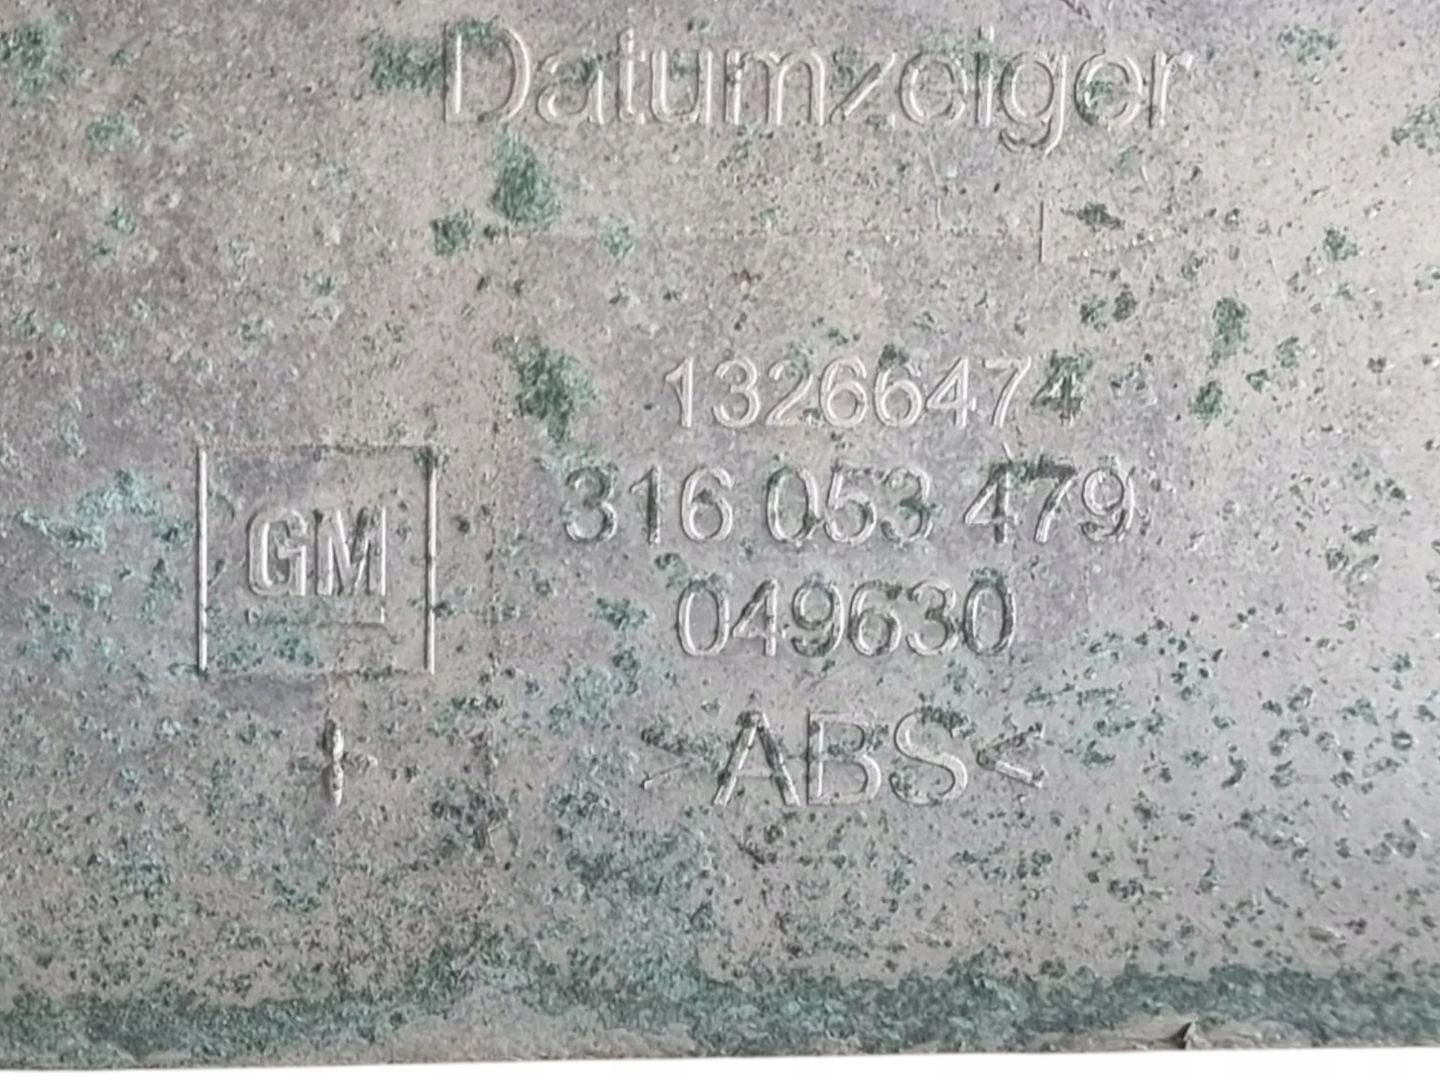 Datumzeiger
13266474
316 053 479
GM
049630
>ABS<